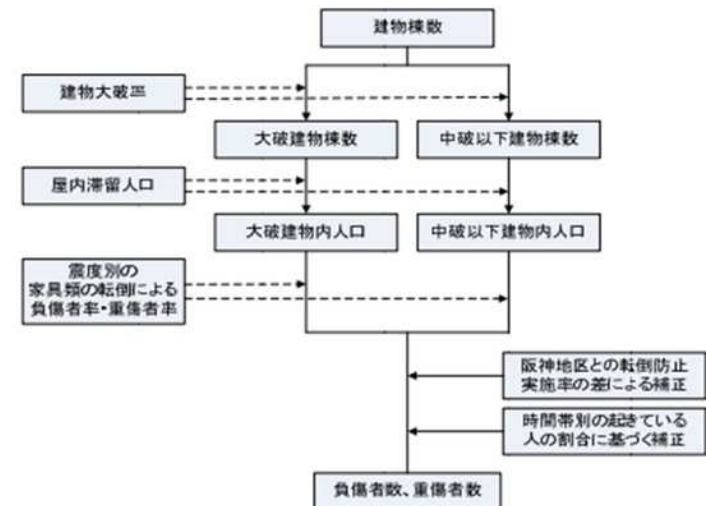 建物棟数
建物大破率
大破建物棟数
中破以下建物棟数
屋内滞留人口
大破建物内人口
中破以下建物内人口
震度別の
家具類の転倒による
負傷者率・重傷者率
阪神地区との転倒防止
実施率の差による補正
時間帯別の起きている
人の割合に基づく補正
負傷者数、重傷者数